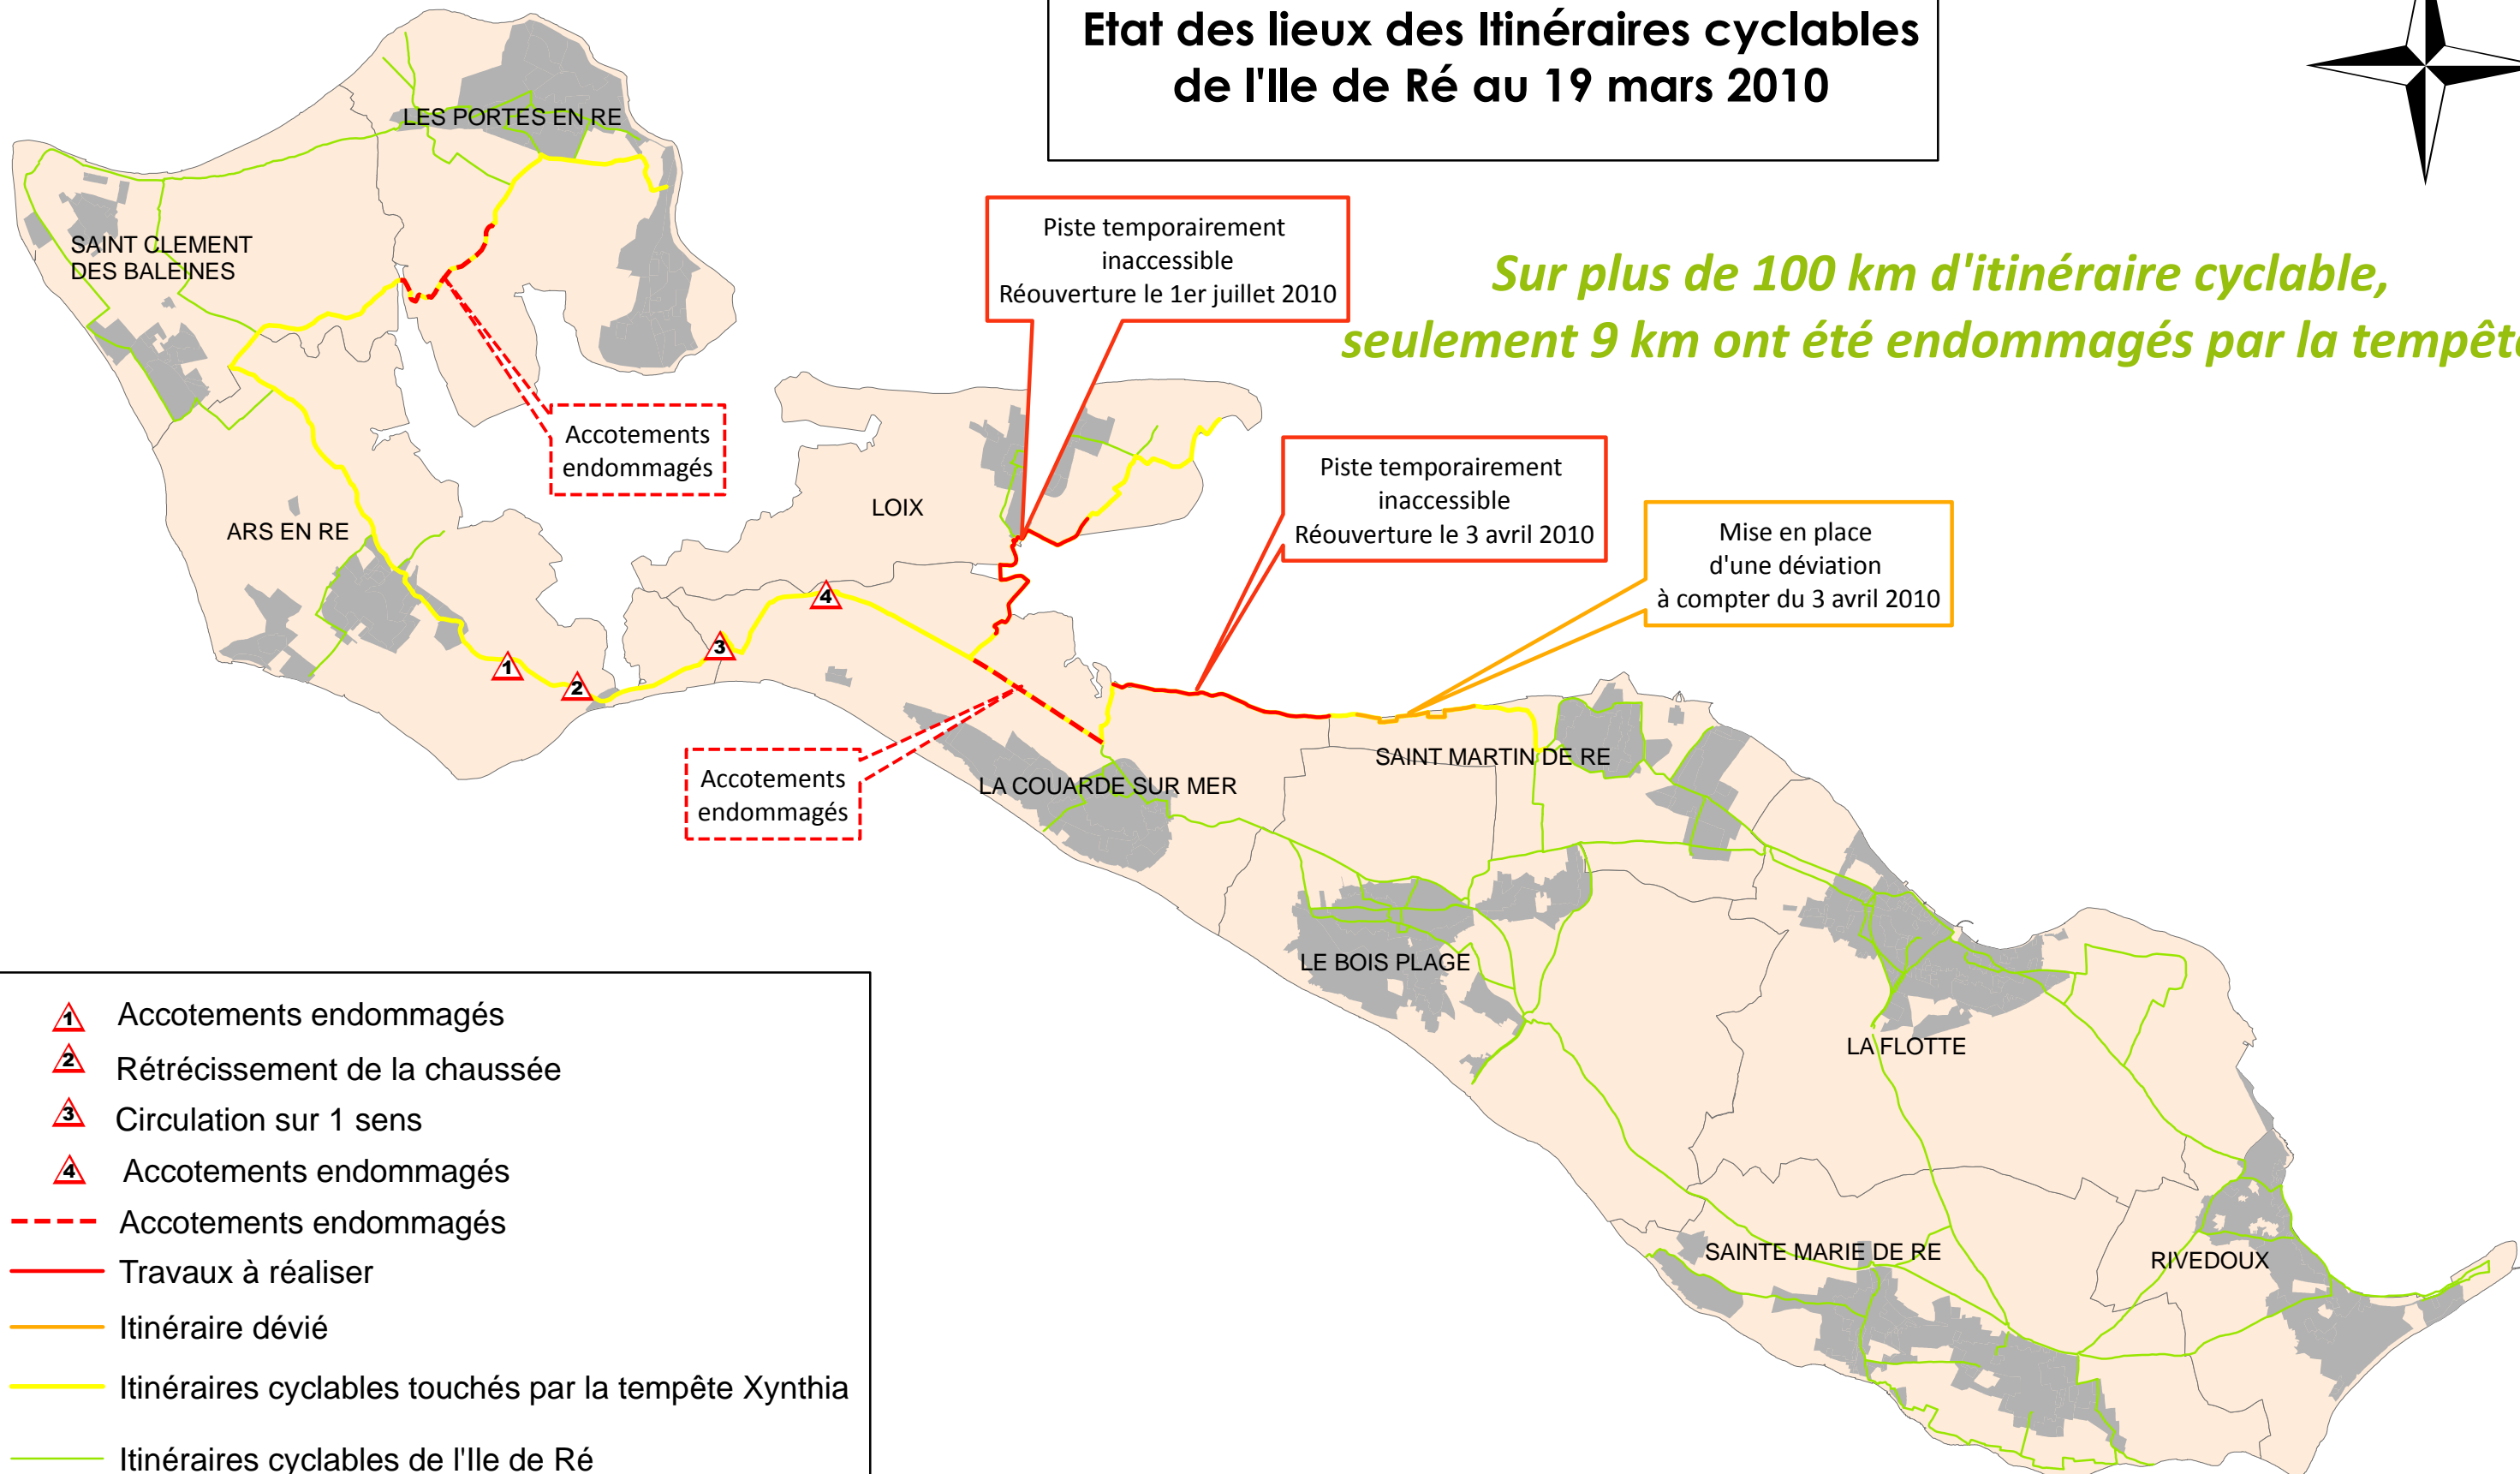 Etat des lieux des Itinéraires cyclables
de l'Ile de Ré au 19 mars 2010
LES PORTES EN RE
Piste temporairement
inaccessible
Réouverture le 1er juillet 2010
SAINT CLEMENT
DES BALEINES
Sur plus de 100 km d'itinéraire cyclable,
seulement 9 km ont été endommagés par la tempête
Accotements
endommagés
Piste temporairement
inaccessible
Réouverture le 3 avril 2010
LOIX
ARS EN RE
Mise en place
d'une déviation
à compter du 3 avril 2010
4
3
1
2
Accotements
endommagés
SAINT MARTIN DE RE
LA COUARDE SUR MER
LE BOIS PLAGE
LA FLOTTE
SAINTE MARIE DE RE
RIVEDOUX
1 Accotements endommagés
2 Rétrécissement de la chaussée
3 Circulation sur 1 sens
4 Accotements endommagés
Accotements endommagés
Travaux à réaliser
Itinéraire dévié
Itinéraires cyclables touchés par la tempête Xynthia
Itinéraires cyclables de l'Ile de Ré